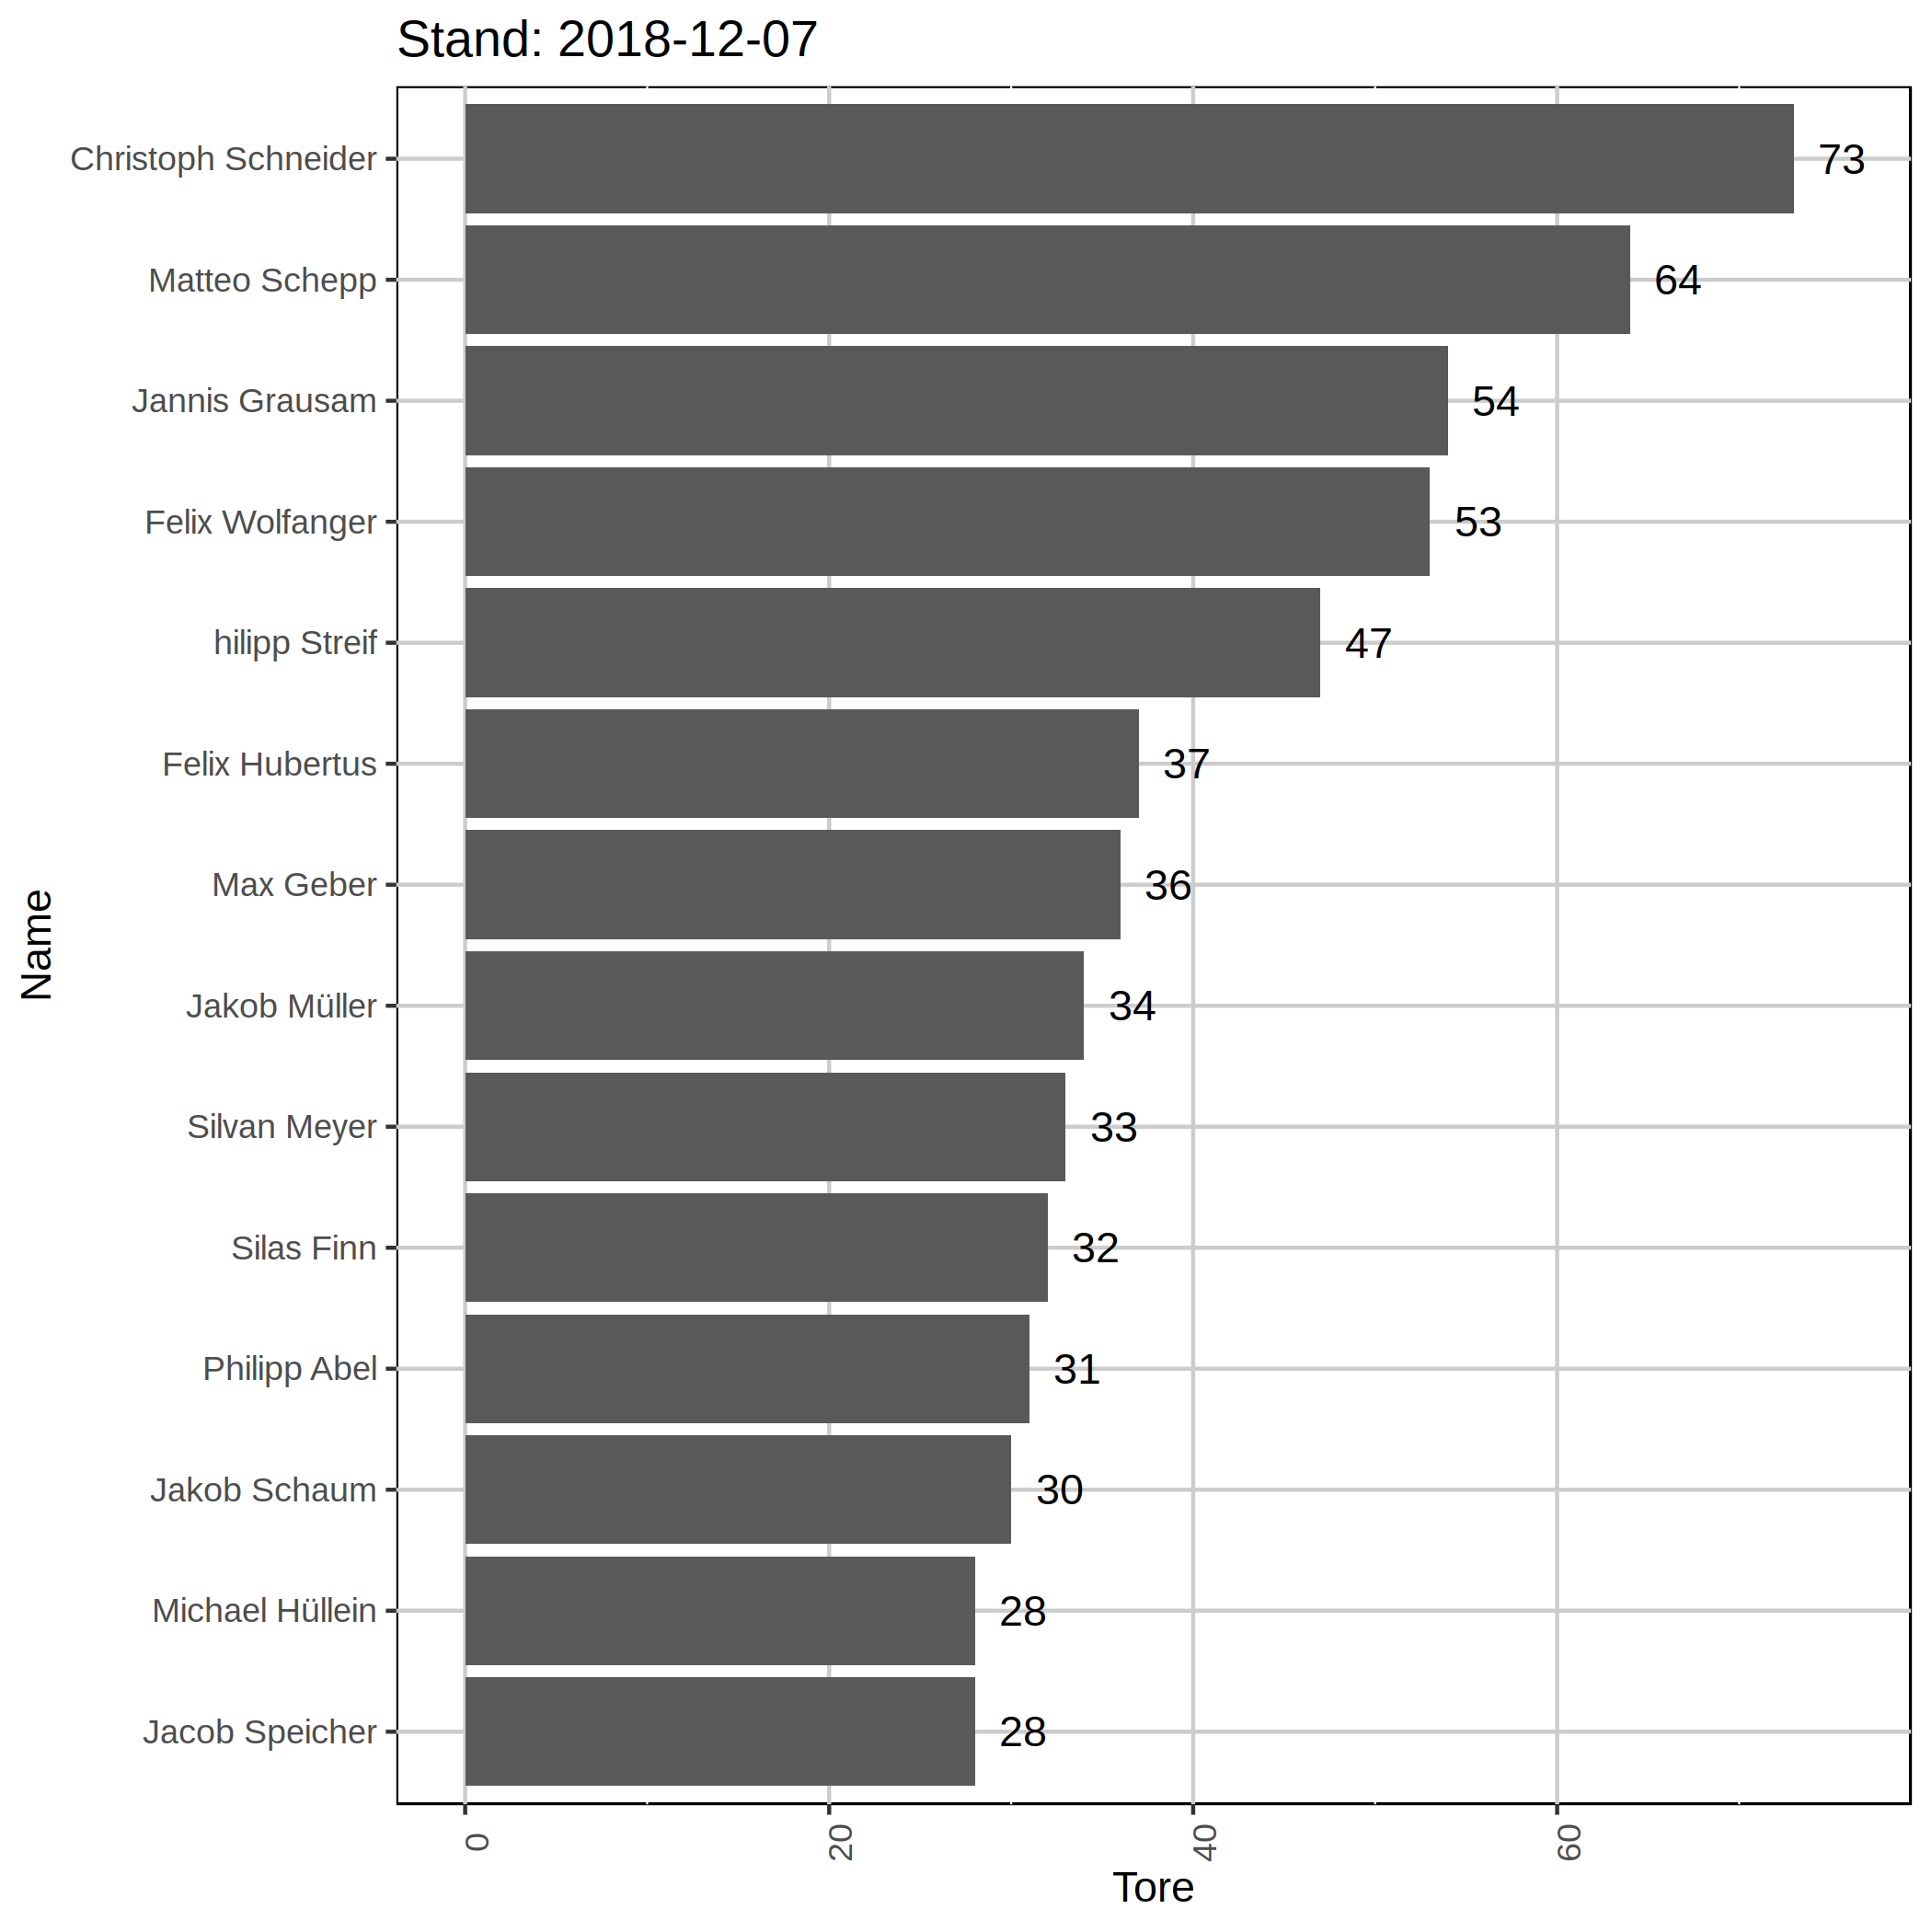 Stand: 2018-12-07
Christoph Schneider 73
Matteo Schepp 64
Jannis Grausam 54
Felix Wolfanger 53
hilipp Streif 47
Felix Hubertus 37
Max Geber 36
Jakob Müller 34
Silvan Meyer 33
Silas Finn 32
Philipp Abel 31
Jakob Schaum 30
Michael Hüllein 28
Jacob Speicher 28
Name
0 20 40 60
Tore